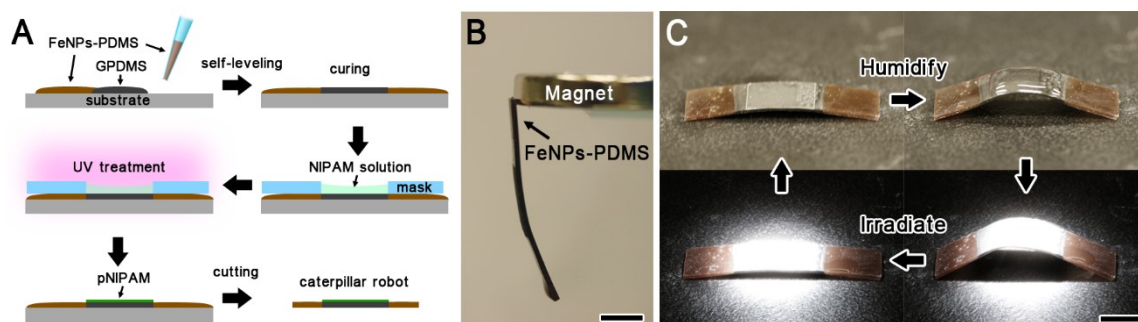 A
FeNPs-PDMS
GPDMS
substrate
self-leveling
curing
UV treatment
NIPAM solution
mask
pNIPAM
cutting
caterpillar robot
B
Magnet
FeNPs-PDMS
C
Humidify
Irradiate